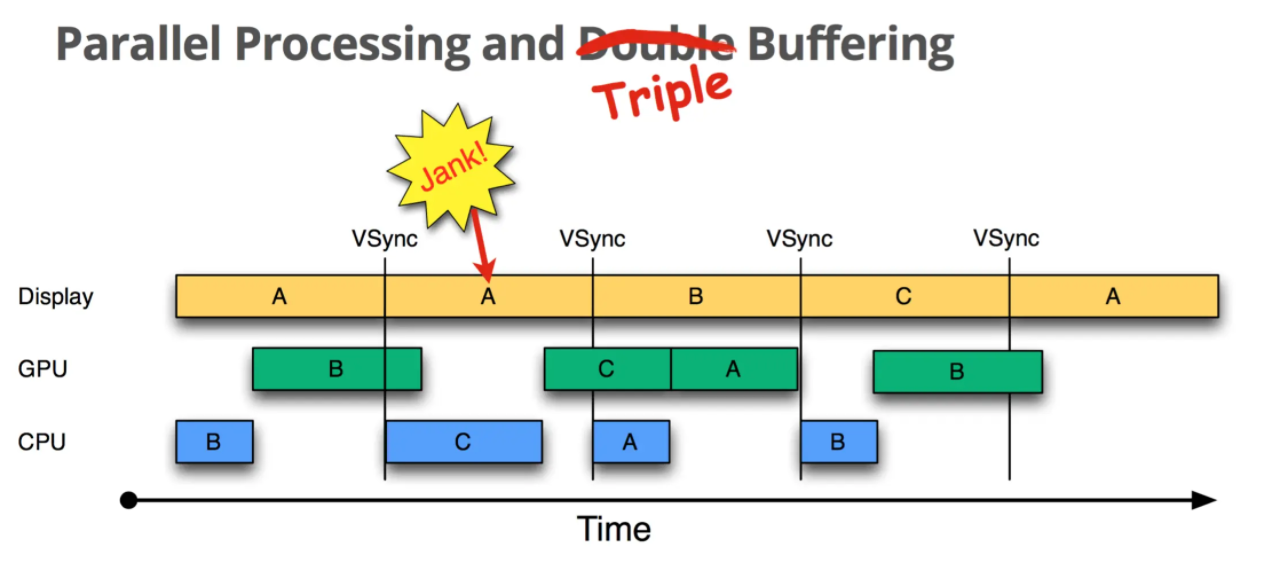 Parallel Processing and Double Buffering
Triple
Jank!
VSync VSync VSync VSync
Display A A B C A
GPU B C A B
CPU B C A B
Time